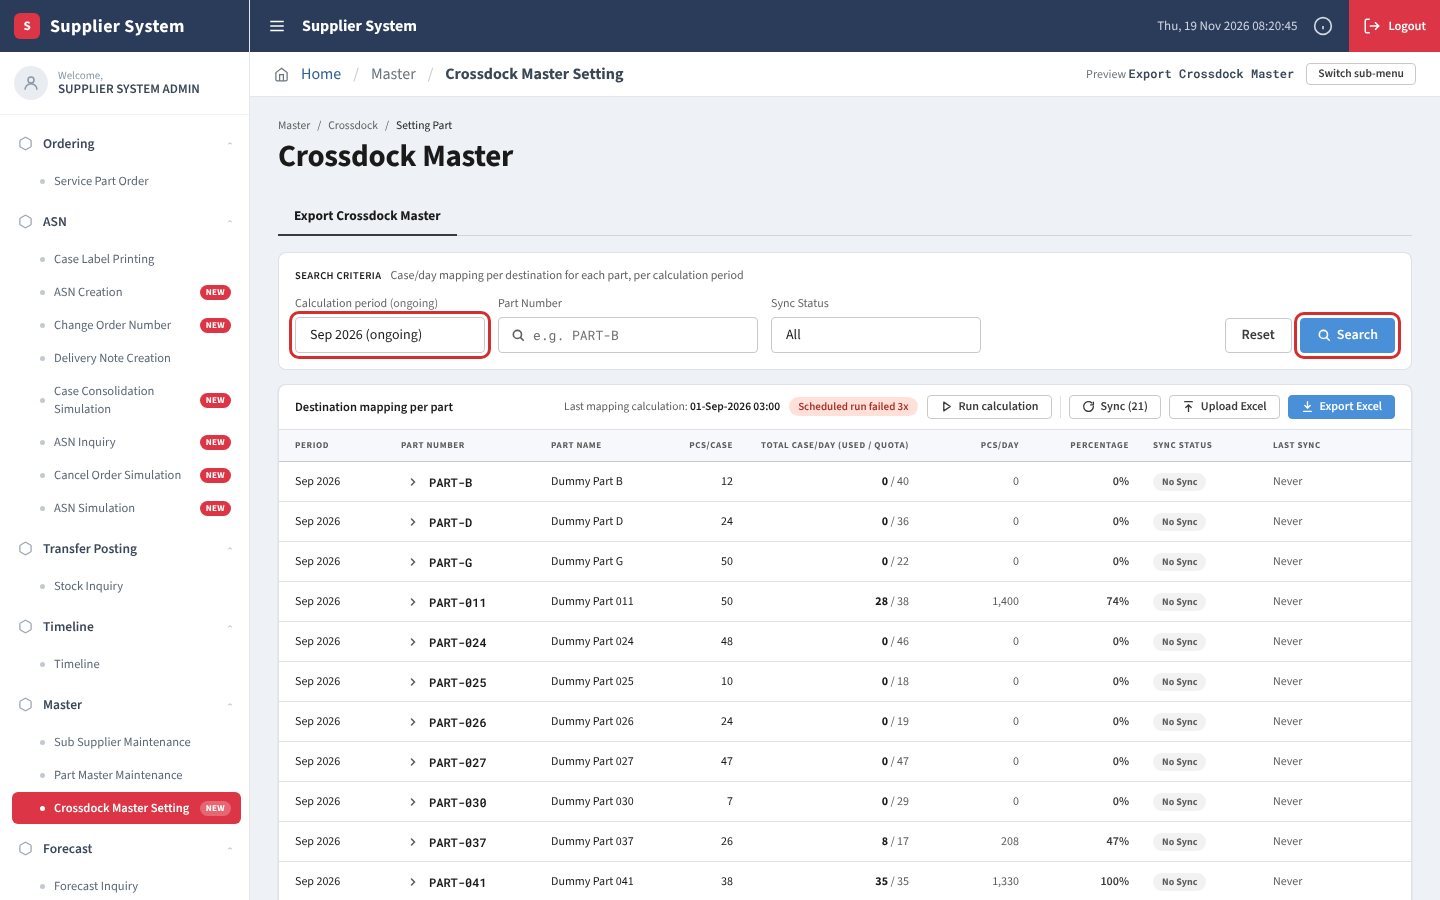 S Supplier System
Supplier System
Thu, 19 Nov 2026 08:20:45
Logout
Welcome,
SUPPLIER SYSTEM ADMIN
Home / Master / Crossdock Master Setting
Preview Export Crossdock Master
Switch sub-menu
Ordering
Service Part Order
ASN
Case Label Printing
ASN Creation NEW
Change Order Number NEW
Delivery Note Creation
Case Consolidation
Simulation NEW
ASN Inquiry NEW
Cancel Order Simulation NEW
ASN Simulation NEW
Transfer Posting
Stock Inquiry
Timeline
Timeline
Master
Sub Supplier Maintenance
Part Master Maintenance
Crossdock Master Setting NEW
Forecast
Forecast Inquiry
Master / Crossdock / Setting Part
Crossdock Master
Export Crossdock Master
SEARCH CRITERIA Case/day mapping per destination for each part, per calculation period
Calculation period (ongoing) Part Number Sync Status
Sep 2026 (ongoing) e.g. PART-B All Reset Search
Destination mapping per part Last mapping calculation: 01-Sep-2026 03:00 Scheduled run failed 3x Run calculation Sync (21) Upload Excel Export Excel
PERIOD PART NUMBER PART NAME PCS/CASE TOTAL CASE/DAY (USED / QUOTA) PCS/DAY PERCENTAGE SYNC STATUS LAST SYNC
Sep 2026 PART-B Dummy Part B 12 0 / 40 0 0% No Sync Never
Sep 2026 PART-D Dummy Part D 24 0 / 36 0 0% No Sync Never
Sep 2026 PART-G Dummy Part G 50 0 / 22 0 0% No Sync Never
Sep 2026 PART-011 Dummy Part 011 50 28 / 38 1,400 74% No Sync Never
Sep 2026 PART-024 Dummy Part 024 48 0 / 46 0 0% No Sync Never
Sep 2026 PART-025 Dummy Part 025 10 0 / 18 0 0% No Sync Never
Sep 2026 PART-026 Dummy Part 026 24 0 / 19 0 0% No Sync Never
Sep 2026 PART-027 Dummy Part 027 47 0 / 47 0 0% No Sync Never
Sep 2026 PART-030 Dummy Part 030 7 0 / 29 0 0% No Sync Never
Sep 2026 PART-037 Dummy Part 037 26 8 / 17 208 47% No Sync Never
Sep 2026 PART-041 Dummy Part 041 38 35 / 35 1,330 100% No Sync Never